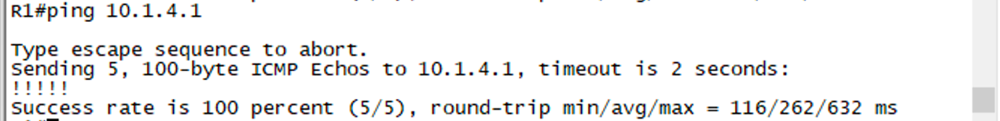 R1#ping 10.1.4.1
Type escape sequence to abort.
Sending 5, 100-byte ICMP Echos to 10.1.4.1, timeout is 2 seconds:
!!!!!
Success rate is 100 percent (5/5), round-trip min/avg/max = 116/262/632 ms